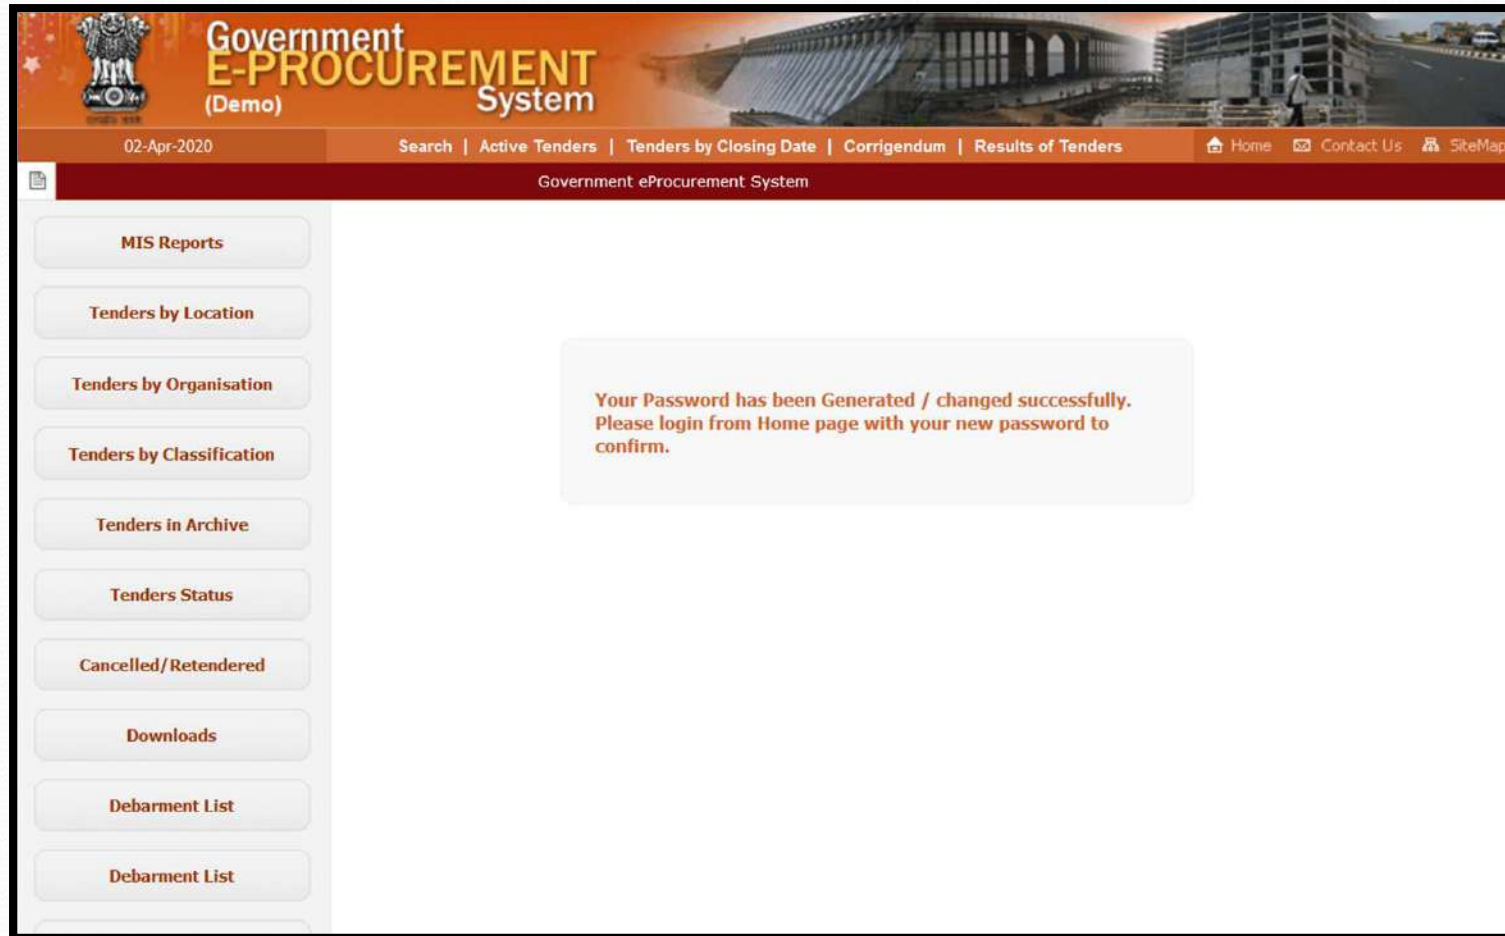 Government
E-PROCUREMENT
(Demo) System
02-Apr-2020 Search | Active Tenders | Tenders by Closing Date | Corrigendum | Results of Tenders Home Contact Us SiteMap
Government eProcurement System
MIS Reports
Tenders by Location
Tenders by Organisation
Tenders by Classification
Tenders in Archive
Tenders Status
Cancelled/Retendered
Downloads
Debarment List
Debarment List
Your Password has been Generated / changed successfully.
Please login from Home page with your new password to
confirm.